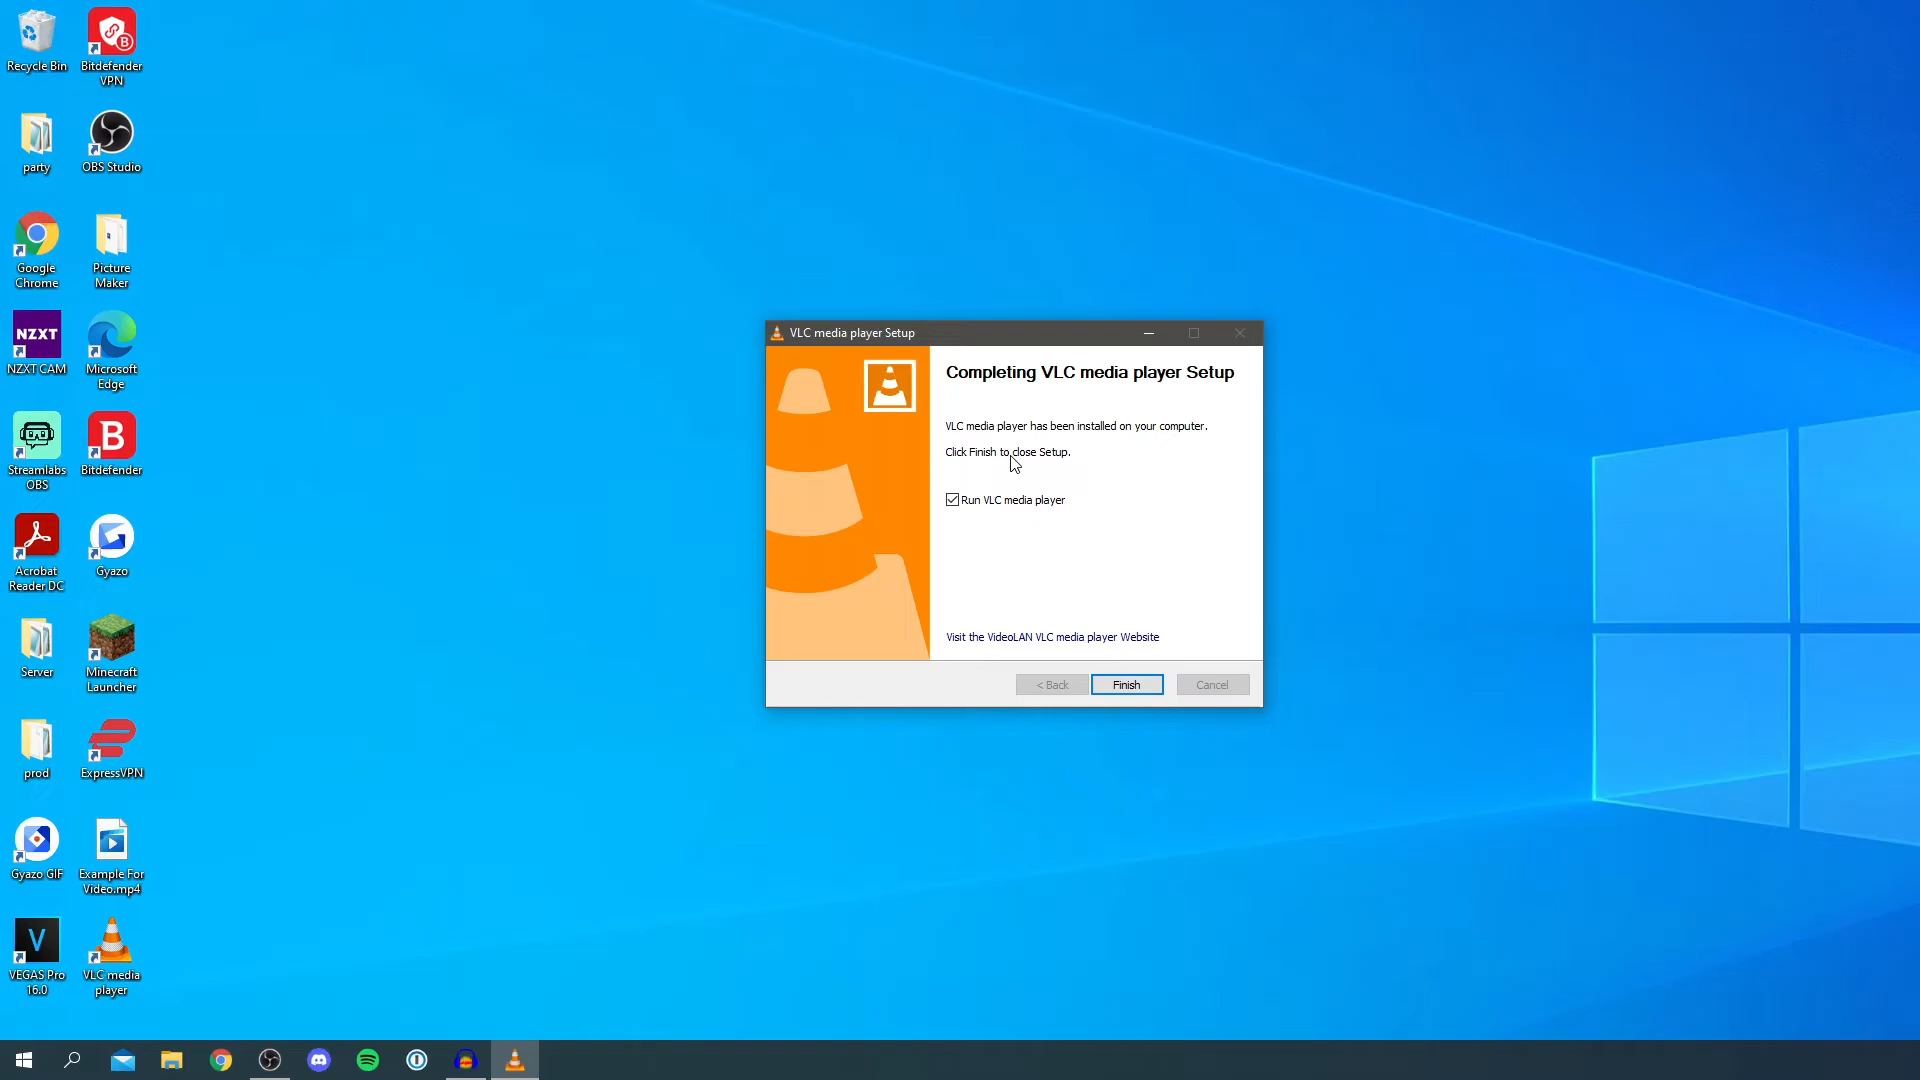 Recycle Bin
Bitdefender
VPN
party
OBS Studio
Google
Chrome
Picture
Maker
NZXT
NZXT CAM
Microsoft
Edge
Streamlabs
OBS
B
Bitdefender
Acrobat
Reader DC
Gyazo
Server
Minecraft
Launcher
prod
ExpressVPN
Gyazo GIF
Example For
Video.mp4
V
VEGAS Pro
16.0
VLC media
player
VLC media player Setup
Completing VLC media player Setup
VLC media player has been installed on your computer.
Click Finish to close Setup.
Run VLC media player
Visit the VideoLAN VLC media player Website
< Back
Finish
Cancel